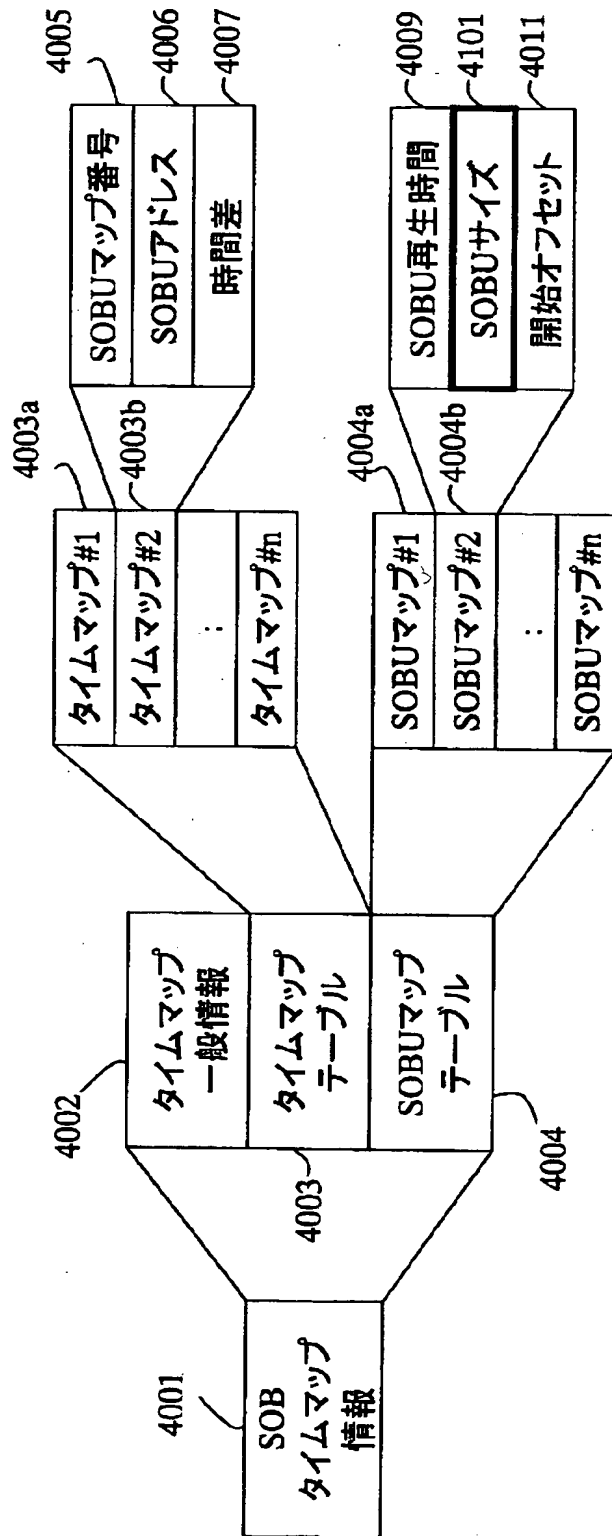 4001
SOB
タイムマップ
情報
4002
タイムマップ
一般情報
タイムマップ
テーブル
4003
SOBUマップ
テーブル
4004
4003a
4003b
タイムマップ#1
タイムマップ#2
:
タイムマップ#n
4004a
4004b
SOBUマップ#1
SOBUマップ#2
:
SOBUマップ#n
SOBUマップ番号
4005
SOBUアドレス
4006
時間差
4007
SOBU再生時間
4009
SOBUサイズ
4101
開始オフセット
4011